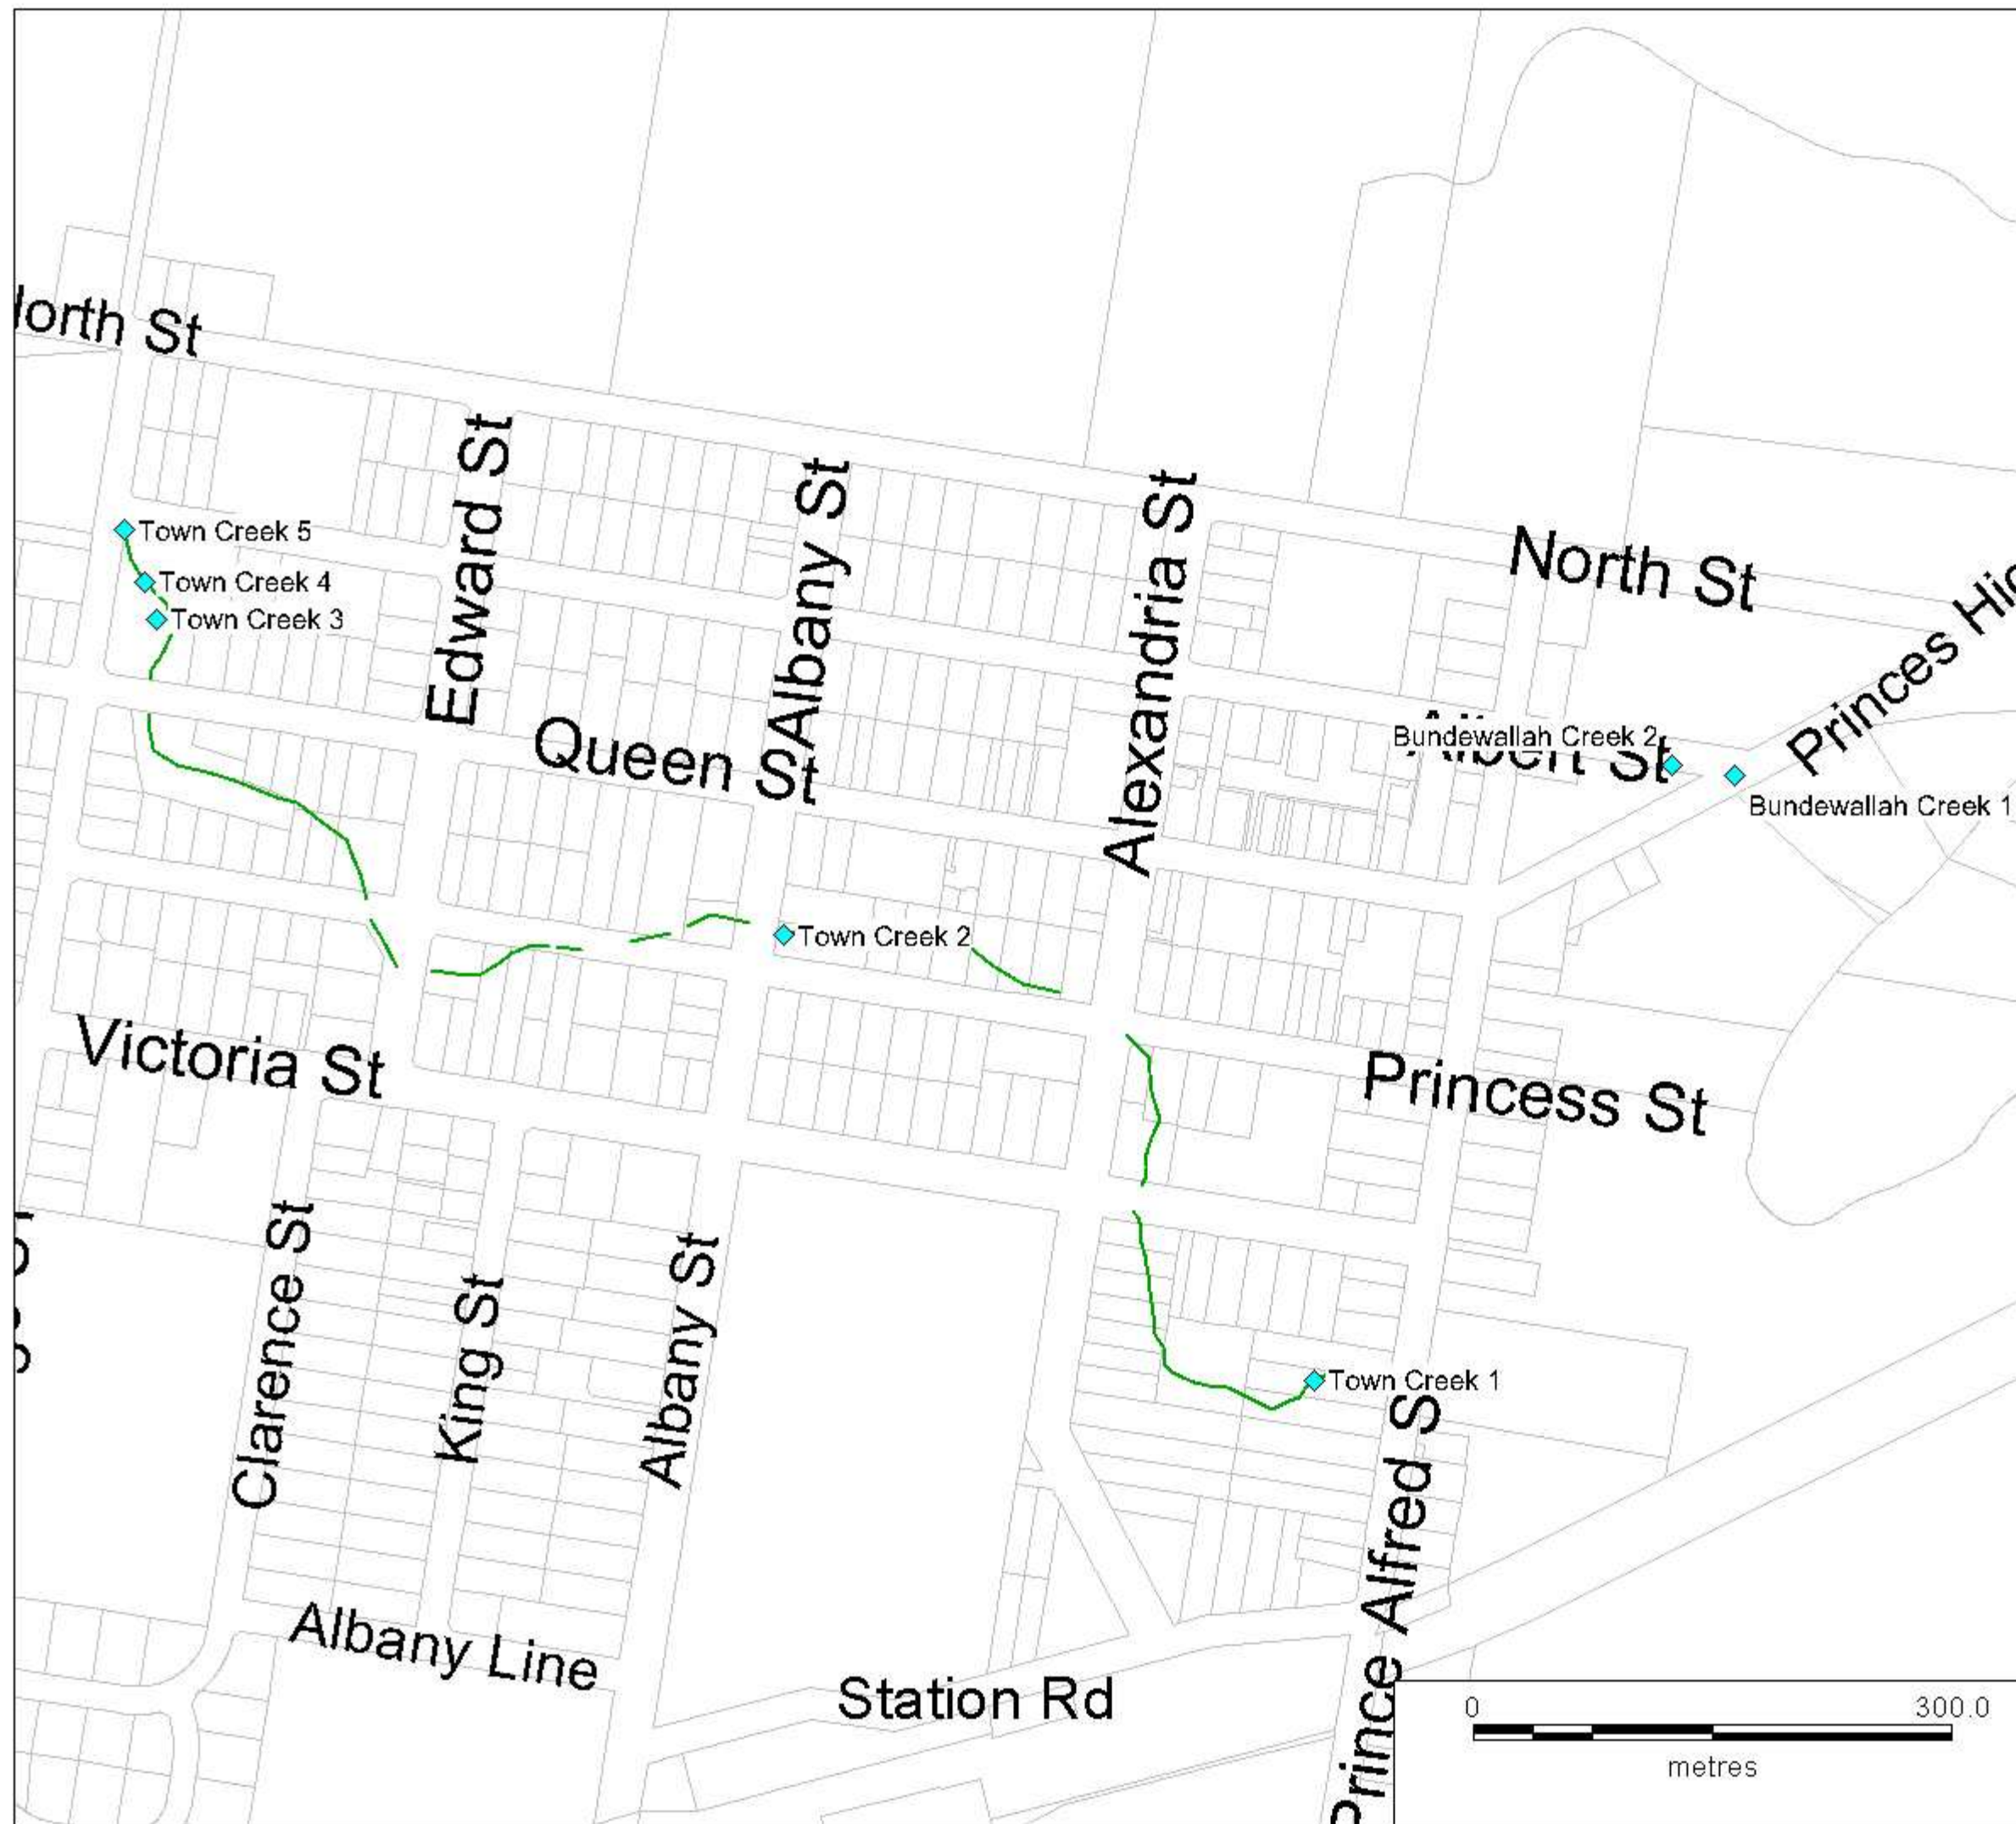 North St
Edward St
Albany St
Alexandria St
North St
Town Creek 5
Town Creek 4
Town Creek 3
Princes
Queen St
Bundewallah Creek 2
Albert St
Bundewallah Creek 1
Town Creek 2
Victoria St
Princess St
Clarence St
King St
Albany St
Town Creek 1
Prince Alfred S
Albany Line
Station Rd
Prince
0 300.0
metres